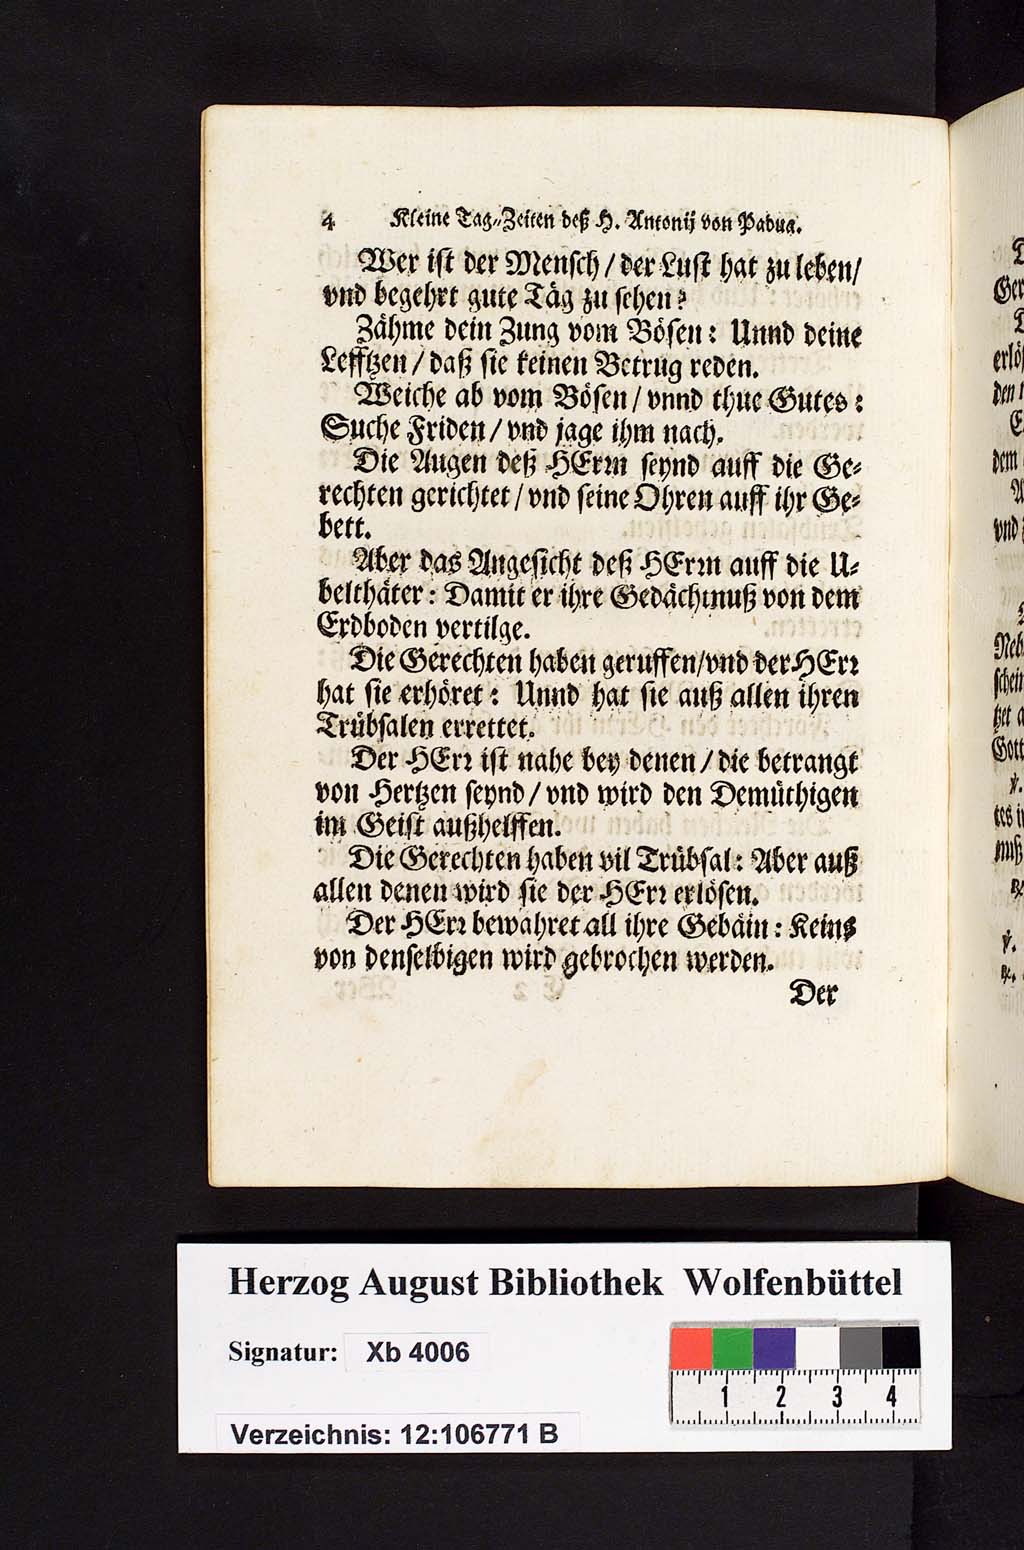 4 Kleine Tag-Zeiten deß H. Antonij von Padua.
Wer ist der Mensch / der Lust hat zu leben/
vnd begehrt gute Täg zu sehen?
Zähme dein Zung vom Bösen: Unnd deine
Lefftzen / daß sie keinen Betrug reden.
Weiche ab vom Bösen / vnnd thue Gutes:
Suche Friden / vnd jage ihm nach.
Die Augen deß HErrn seynd auff die Ge-
rechten gerichtet / vnd seine Ohren auff ihr Ge-
bett.
Aber das Angesicht deß HErrn auff die U-
belthäter: Damit er ihre Gedächtnuß von dem
Erdboden vertilge.
Die Gerechten haben geruffen/vnd der HErr
hat sie erhöret: Unnd hat sie auß allen ihren
Trübsalen errettet.
Der HErr ist nahe bey denen / die betrangt
von Hertzen seynd / vnd wird den Demüthigen
im Geist außhelffen.
Die Gerechten haben vil Trübsal: Aber auß
allen denen wird sie der HErr erlösen.
Der HErr bewahret all ihre Gebäin: Keins
von denselbigen wird gebrochen werden.
Der
Herzog August Bibliothek Wolfenbüttel
Signatur: Xb 4006
1 2 3 4
Verzeichnis: 12:106771 B